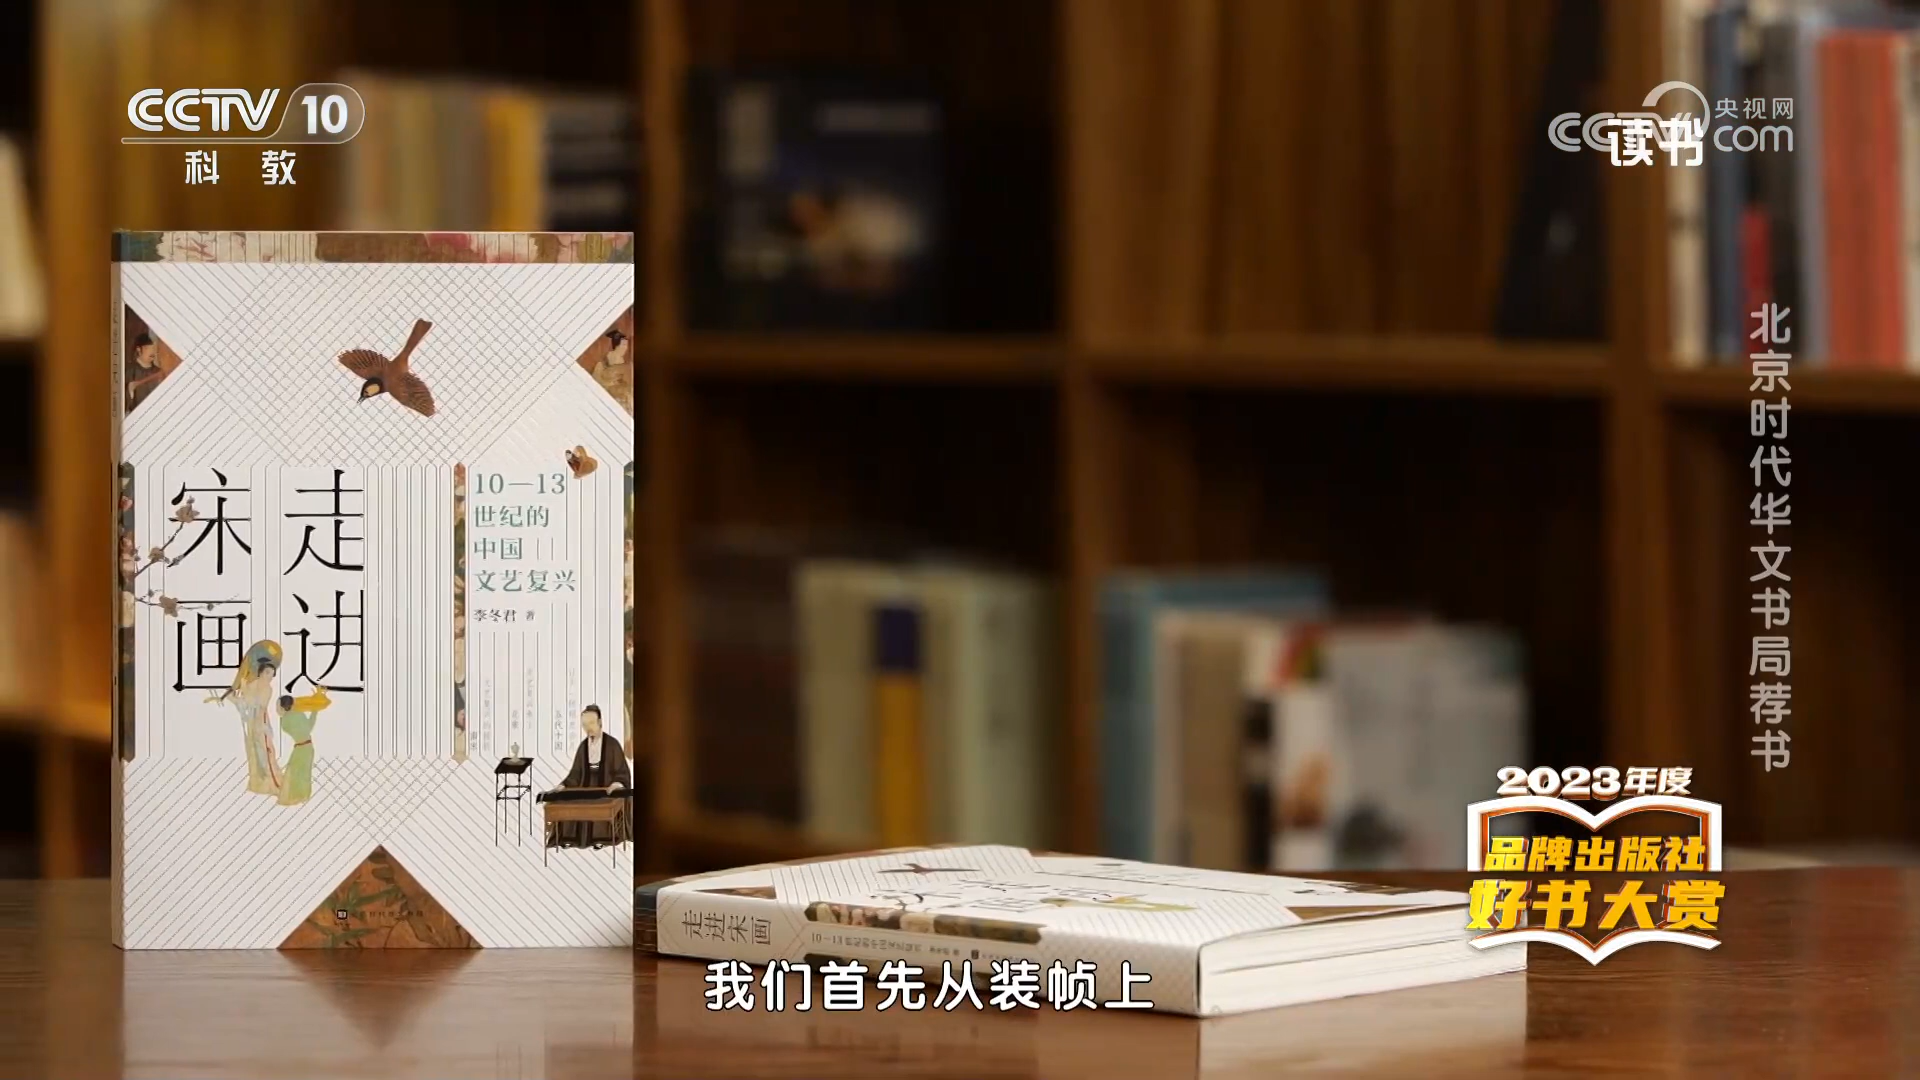 CCTV 10
科 教
央视网
CCTV.com
读书
走进
宋画
10—13
世纪的
中国
文艺复兴
李冬君 著
走进宋画
北京时代华文书局荐书
2023年度
品牌出版社
好书大赏
我们首先从装帧上